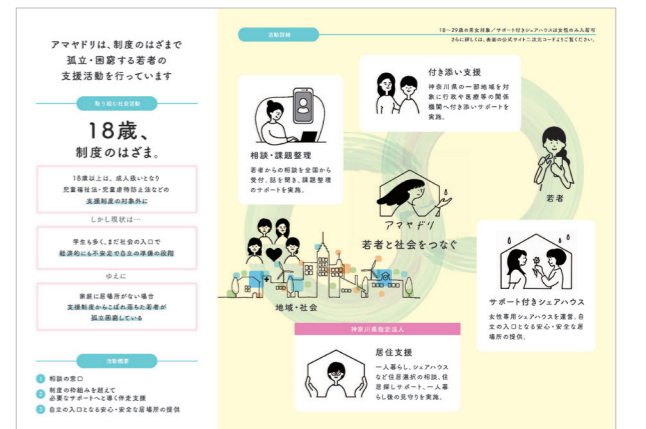 アマヤドリは、制度のはざまで
孤立・困窮する若者の
支援活動を行っています
取り組む社会活動
18歳、
制度のはざま。
18歳以上は、成人扱いとなり
児童福祉法・児童虐待防止法などの
支援制度の対象外に
しかし現状は…
学生も多く、まだ社会の入口で
経済的にも不安定で自立の準備の段階
ゆえに
家庭に居場所がない場合
支援制度からこぼれ落ちた若者が
孤立困窮している
活動概要
1 相談の窓口
2 制度の枠組みを超えて
必要なサポートへと導く伴走支援
3 自立の入口となる安心・安全な居場所の提供
活動詳細
18〜29歳の男女対象／サポート付きシェアハウスは女性のみ入居可
さらに詳しくは、表面の公式サイト二次元コードよりご覧ください。
相談・課題整理
若者からの相談を全国から
受付、話を聞き、課題整理
のサポートを実施。
付き添い支援
神奈川県の一部地域を対
象に行政や医療等の関係
機関へ付き添いサポートを
実施。
若者
アマヤドリ
若者と社会をつなぐ
地域・社会
サポート付きシェアハウス
女性専用シェアハウスを運営。自
立の入口となる安心・安全な居
場所の提供。
神奈川県指定法人
居住支援
一人暮らし、シェアハウス
など住居選択の相談、住
居探しサポート、一人暮
らし後の見守りを実施。